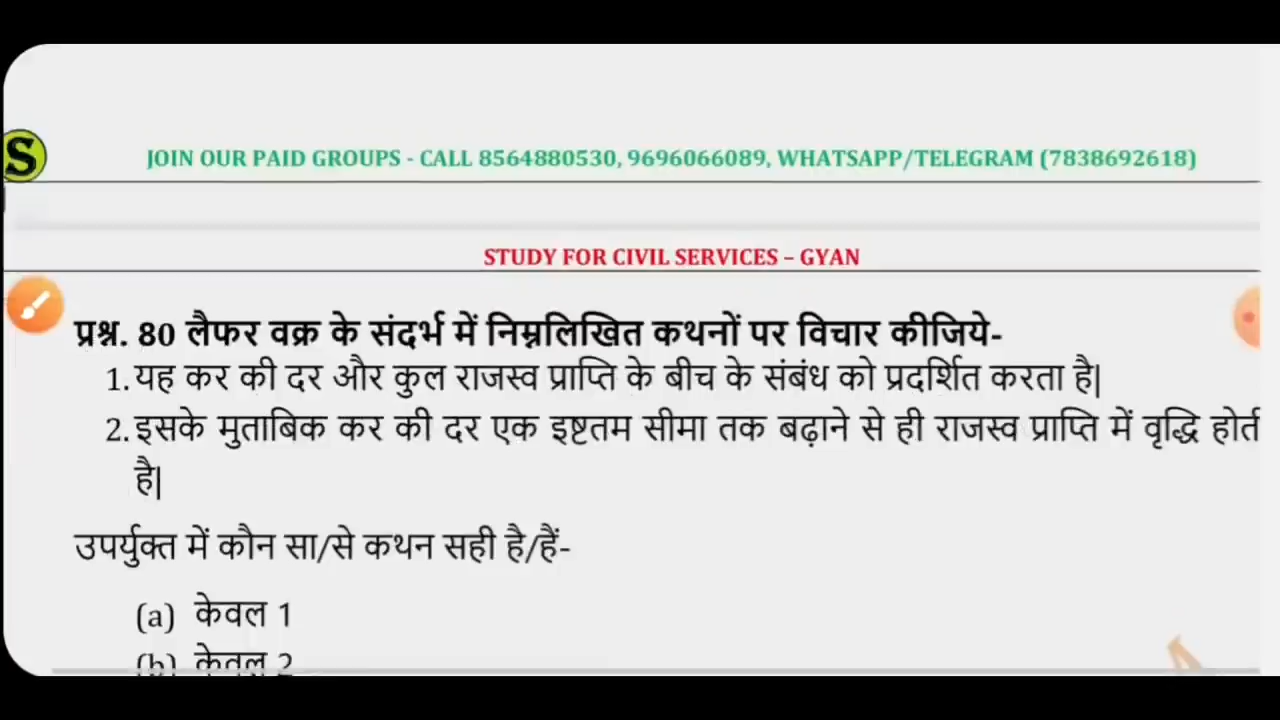 S
JOIN OUR PAID GROUPS - CALL 8564880530, 9696066089, WHATSAPP/TELEGRAM (7838692618)
STUDY FOR CIVIL SERVICES – GYAN
प्रश्न. 80 लैफर वक्र के संदर्भ में निम्नलिखित कथनों पर विचार कीजिये-
1. यह कर की दर और कुल राजस्व प्राप्ति के बीच के संबंध को प्रदर्शित करता है|
2. इसके मुताबिक कर की दर एक इष्टतम सीमा तक बढ़ाने से ही राजस्व प्राप्ति में वृद्धि होती
है|
उपर्युक्त में कौन सा/से कथन सही है/हैं-
(a) केवल 1
(b) केवल 2